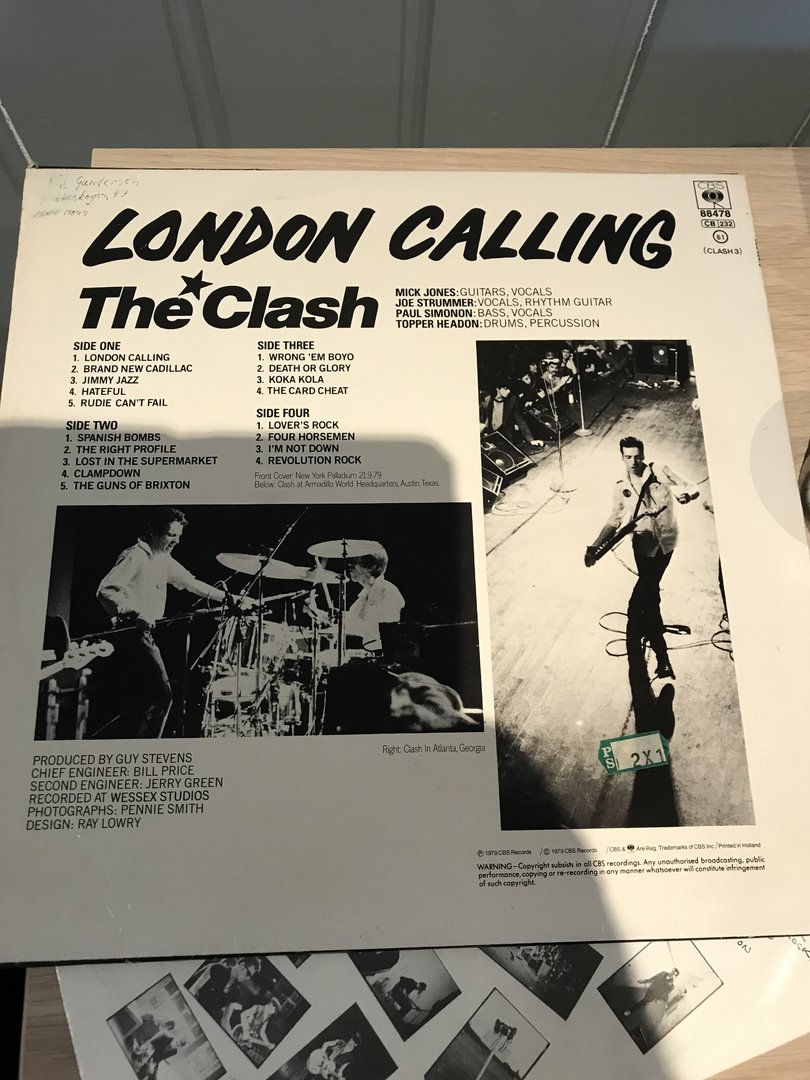 CBS
88478
CB 232
61
(CLASH 3)
LONDON CALLING
The Clash
MICK JONES: GUITARS, VOCALS
JOE STRUMMER: VOCALS, RHYTHM GUITAR
PAUL SIMONON: BASS, VOCALS
TOPPER HEADON: DRUMS, PERCUSSION
SIDE ONE
1. LONDON CALLING
2. BRAND NEW CADILLAC
3. JIMMY JAZZ
4. HATEFUL
5. RUDIE CAN'T FAIL
SIDE TWO
1. SPANISH BOMBS
2. THE RIGHT PROFILE
3. LOST IN THE SUPERMARKET
4. CLAMPDOWN
5. THE GUNS OF BRIXTON
SIDE THREE
1. WRONG 'EM BOYO
2. DEATH OR GLORY
3. KOKA KOLA
4. THE CARD CHEAT
SIDE FOUR
1. LOVER'S ROCK
2. FOUR HORSEMEN
3. I'M NOT DOWN
4. REVOLUTION ROCK
Front Cover: New York Palladium 21.9.79
Below: Clash at Armadillo World Headquarters, Austin, Texas.
Right: Clash In Atlanta, Georgia
PS 2X1
PRODUCED BY GUY STEVENS
CHIEF ENGINEER: BILL PRICE
SECOND ENGINEER: JERRY GREEN
RECORDED AT WESSEX STUDIOS
PHOTOGRAPHS: PENNIE SMITH
DESIGN: RAY LOWRY
℗ 1979 CBS Records / © 1979 CBS Records / CBS & Are Reg. Trademarks of CBS Inc. / Printed in Holland
WARNING—Copyright subsists in all CBS recordings. Any unauthorised broadcasting, public
performance, copying or re-recording in any manner whatsoever will constitute infringement
of such copyright.